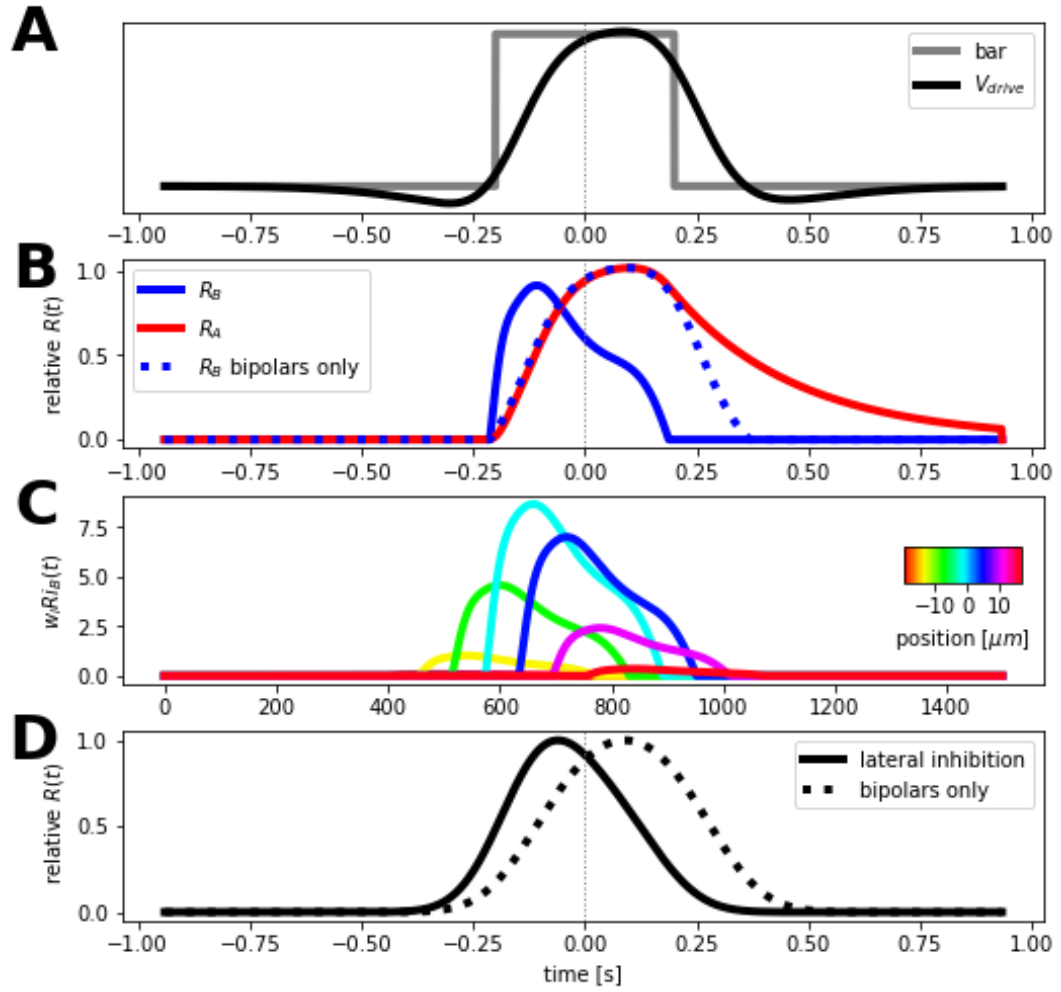 A
bar
V_drive
−1.00 −0.75 −0.50 −0.25 0.00 0.25 0.50 0.75 1.00
B
relative R(t)
1.0
0.5
0.0
R_B
R_A
R_B bipolars only
−1.00 −0.75 −0.50 −0.25 0.00 0.25 0.50 0.75 1.00
C
w_iRi_B(t)
7.5
5.0
2.5
0.0
−10 0 10
position [μm]
0 200 400 600 800 1000 1200 1400
D
relative R(t)
1.0
0.5
0.0
lateral inhibition
bipolars only
−1.00 −0.75 −0.50 −0.25 0.00 0.25 0.50 0.75 1.00
time [s]